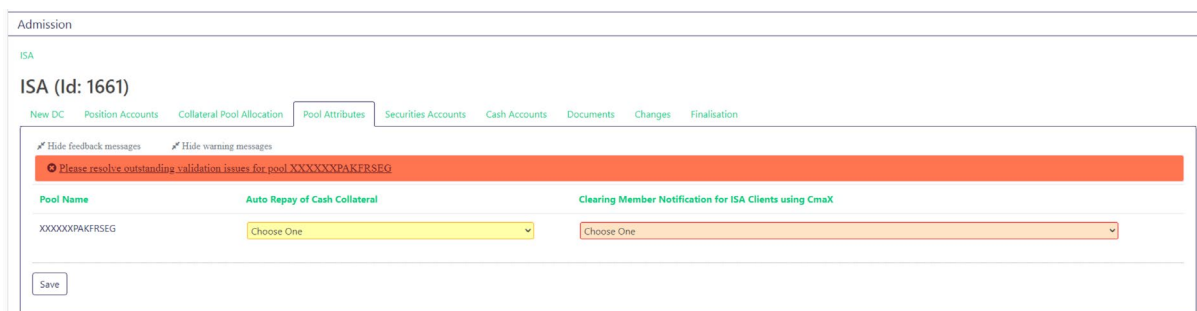 Admission
ISA
ISA (Id: 1661)
New DC Position Accounts Collateral Pool Allocation Pool Attributes Securities Accounts Cash Accounts Documents Changes Finalisation
Hide feedback messages Hide warning messages
Please resolve outstanding validation issues for pool XXXXXXPAKFRSEG
Pool Name Auto Repay of Cash Collateral Clearing Member Notification for ISA Clients using CmaX
XXXXXXPAKFRSEG Choose One Choose One
Save